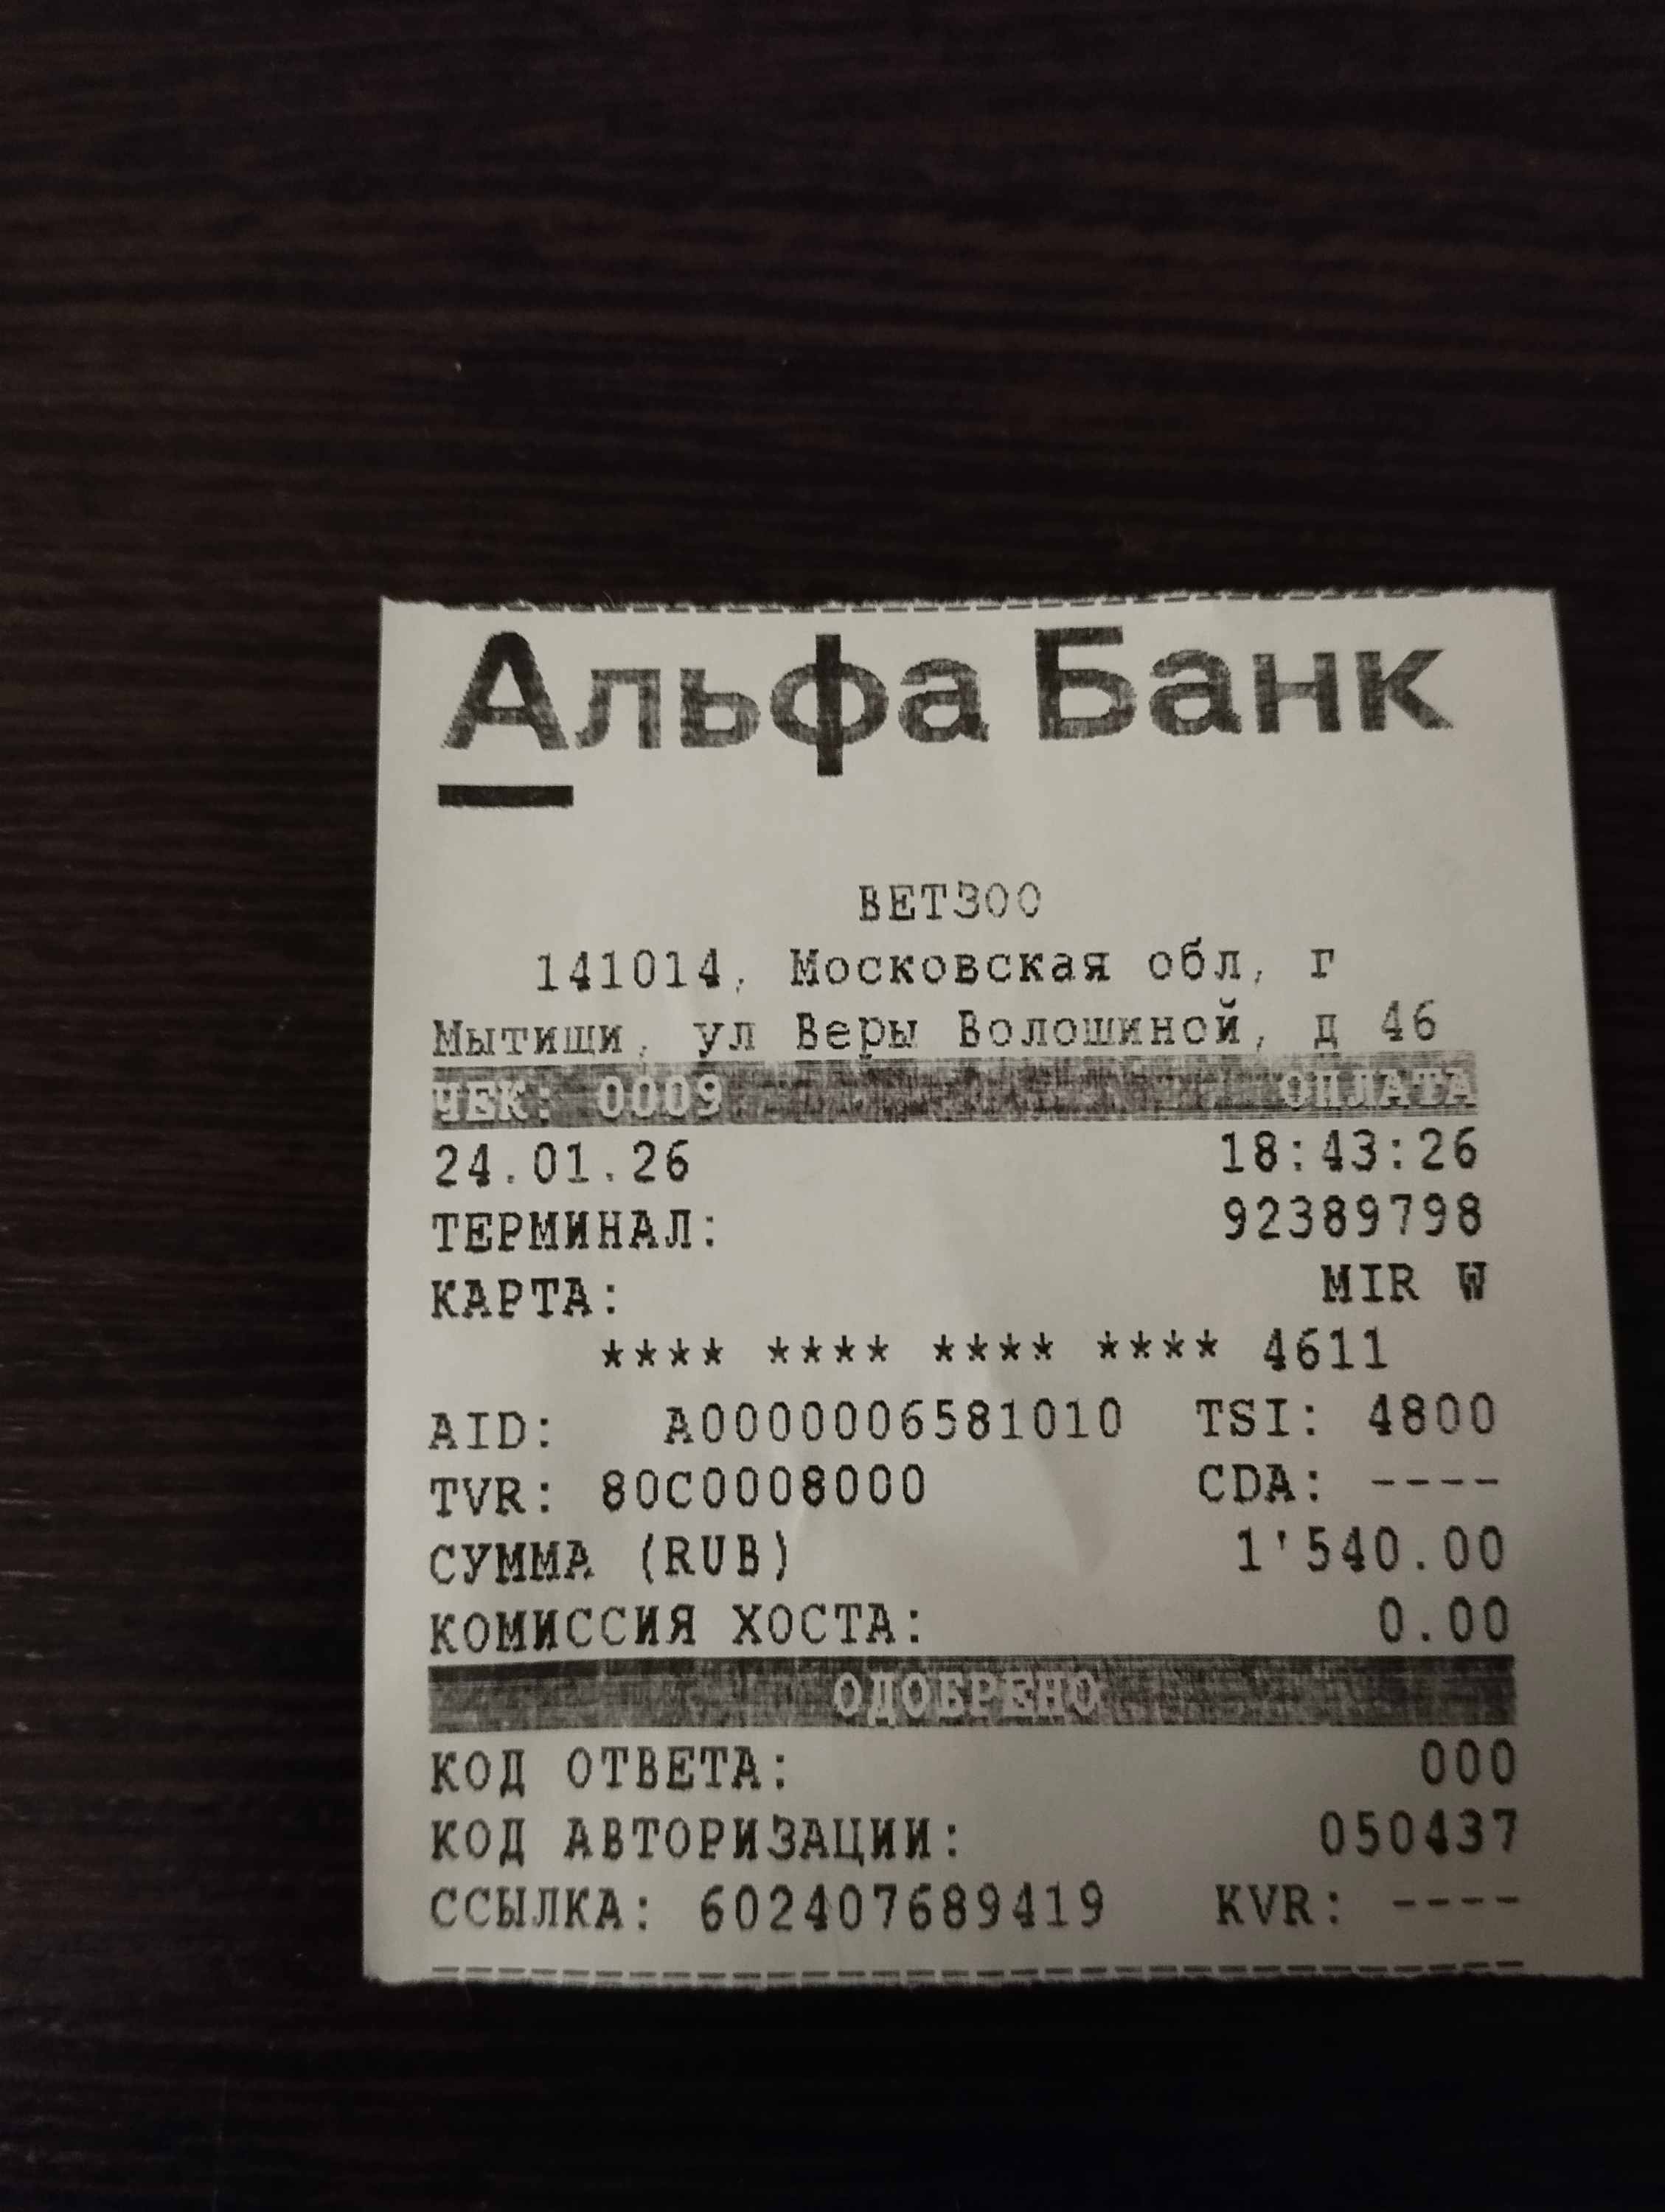 Альфа Банк
ВЕТЗОО
141014, Московская обл, г
Мытищи, ул Веры Волошиной, д 46
ЧЕК: 0009 ОПЛАТА
24.01.26 18:43:26
ТЕРМИНАЛ: 92389798
КАРТА: MIR W
**** **** **** **** 4611
AID: A0000006581010 TSI: 4800
TVR: 80C0008000 CDA: ----
СУММА (RUB) 1'540.00
КОМИССИЯ ХОСТА: 0.00
ОДОБРЕНО
КОД ОТВЕТА: 000
КОД АВТОРИЗАЦИИ: 050437
ССЫЛКА: 602407689419 KVR: ----